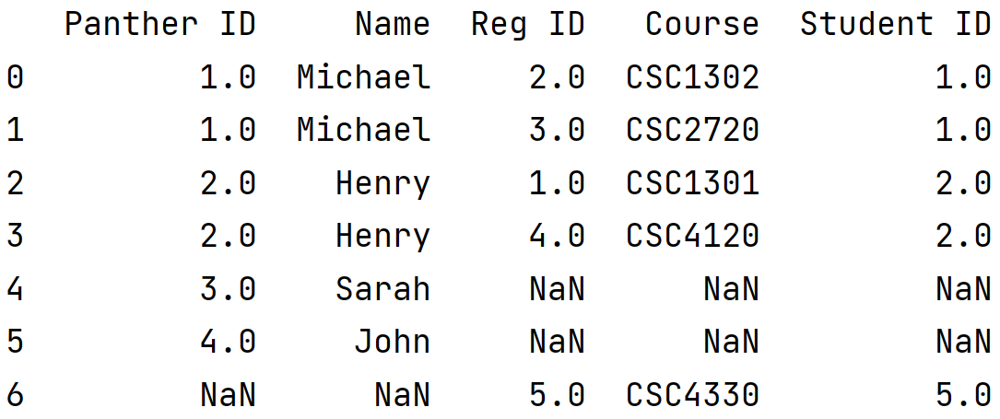 Panther ID Name Reg ID Course Student ID
0 1.0 Michael 2.0 CSC1302 1.0
1 1.0 Michael 3.0 CSC2720 1.0
2 2.0 Henry 1.0 CSC1301 2.0
3 2.0 Henry 4.0 CSC4120 2.0
4 3.0 Sarah NaN NaN NaN
5 4.0 John NaN NaN NaN
6 NaN NaN 5.0 CSC4330 5.0